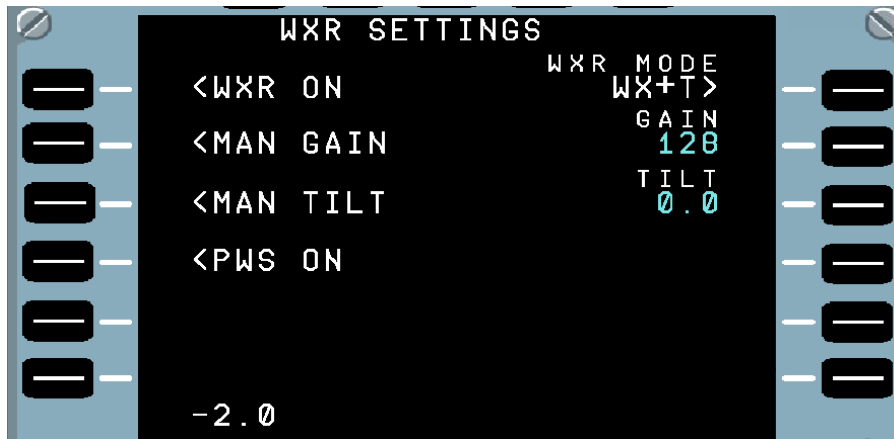 WXR SETTINGS
WXR MODE
<WXR ON WX+T>
GAIN
<MAN GAIN 128
TILT
<MAN TILT 0.0
<PWS ON
-2.0